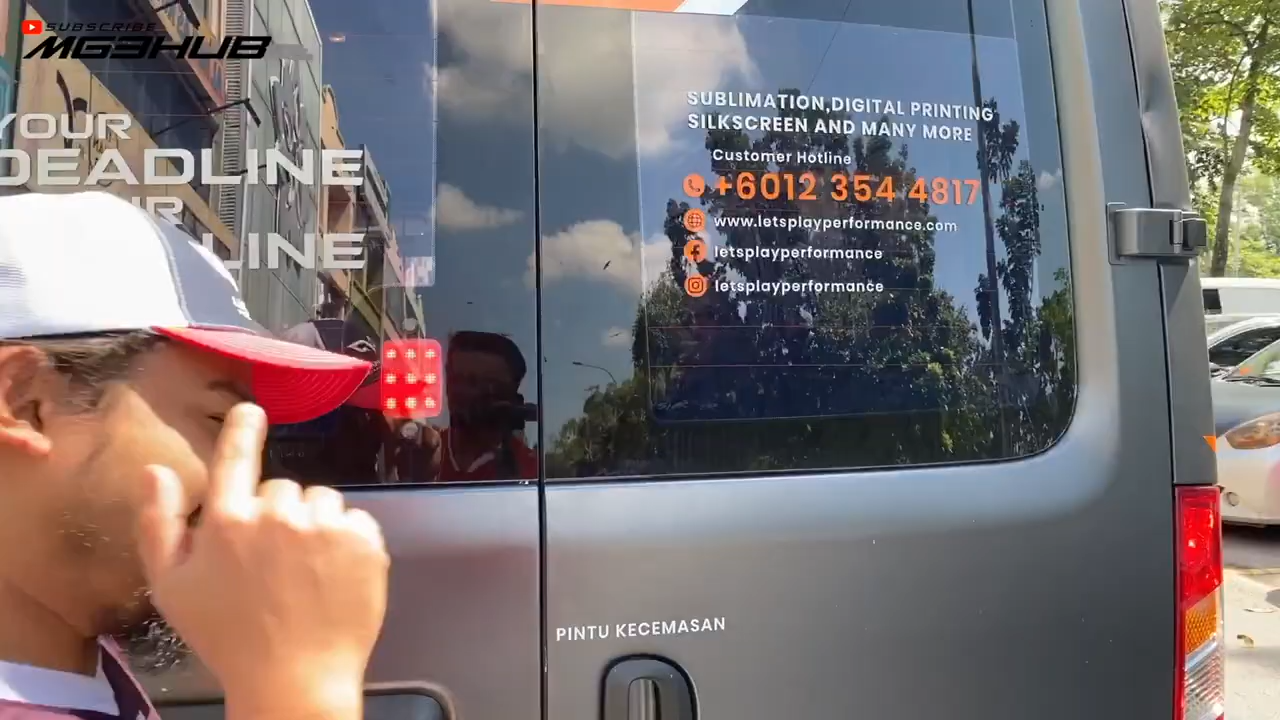 SUBSCRIBE
MG3HUB
YOUR
DEADLINE
LINE
SUBLIMATION,DIGITAL PRINTING
SILKSCREEN AND MANY MORE
Customer Hotline
+6012 354 4817
www.letsplayperformance.com
letsplayperformance
letsplayperformance
PINTU KECEMASAN